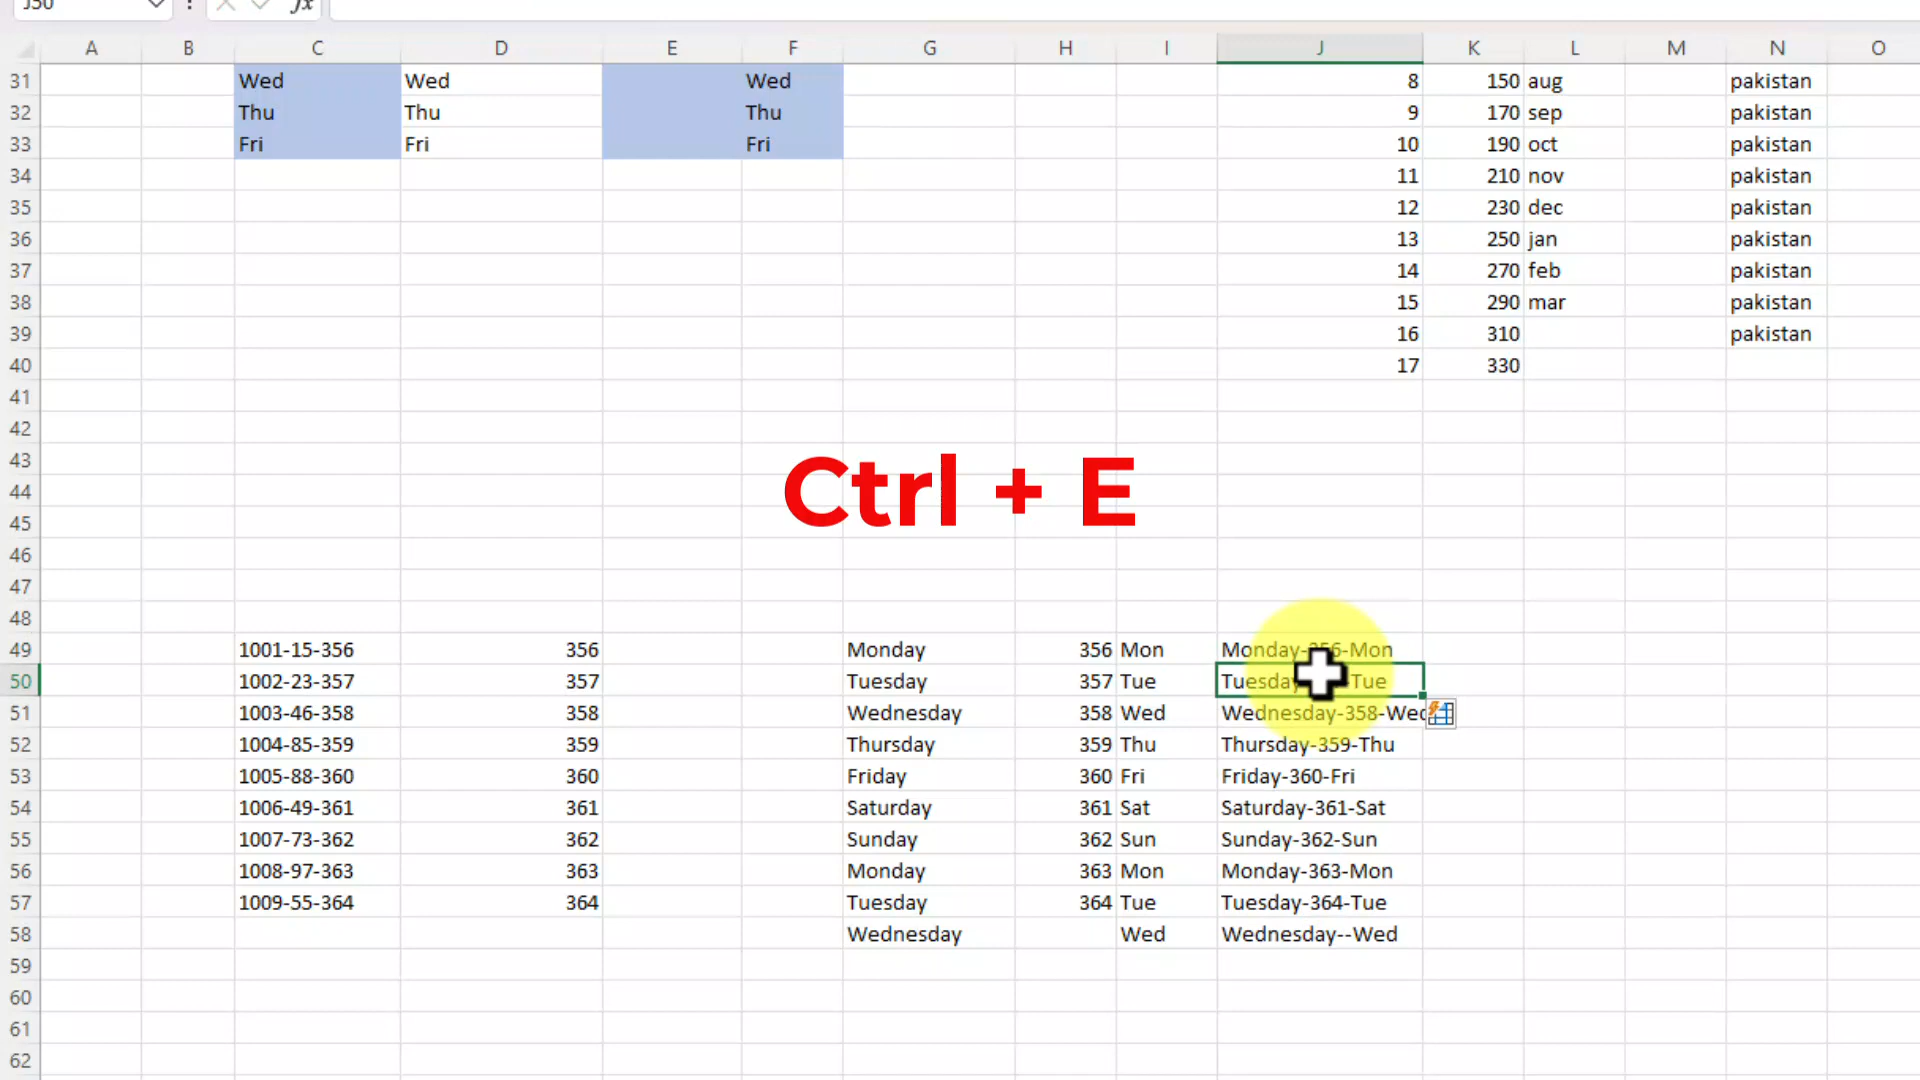 J50 fx
A B C D E F G H I J K L M N O
31 Wed Wed Wed 8 150 aug pakistan
32 Thu Thu Thu 9 170 sep pakistan
33 Fri Fri Fri 10 190 oct pakistan
34 11 210 nov pakistan
35 12 230 dec pakistan
36 13 250 jan pakistan
37 14 270 feb pakistan
38 15 290 mar pakistan
39 16 310 pakistan
40 17 330
41
42
43
44
Ctrl + E
45
46
47
48
49 1001-15-356 356 Monday 356 Mon Monday-356-Mon
50 1002-23-357 357 Tuesday 357 Tue Tuesday Tue
51 1003-46-358 358 Wednesday 358 Wed Wednesday-358-Wed
52 1004-85-359 359 Thursday 359 Thu Thursday-359-Thu
53 1005-88-360 360 Friday 360 Fri Friday-360-Fri
54 1006-49-361 361 Saturday 361 Sat Saturday-361-Sat
55 1007-73-362 362 Sunday 362 Sun Sunday-362-Sun
56 1008-97-363 363 Monday 363 Mon Monday-363-Mon
57 1009-55-364 364 Tuesday 364 Tue Tuesday-364-Tue
58 Wednesday Wed Wednesday--Wed
59
60
61
62